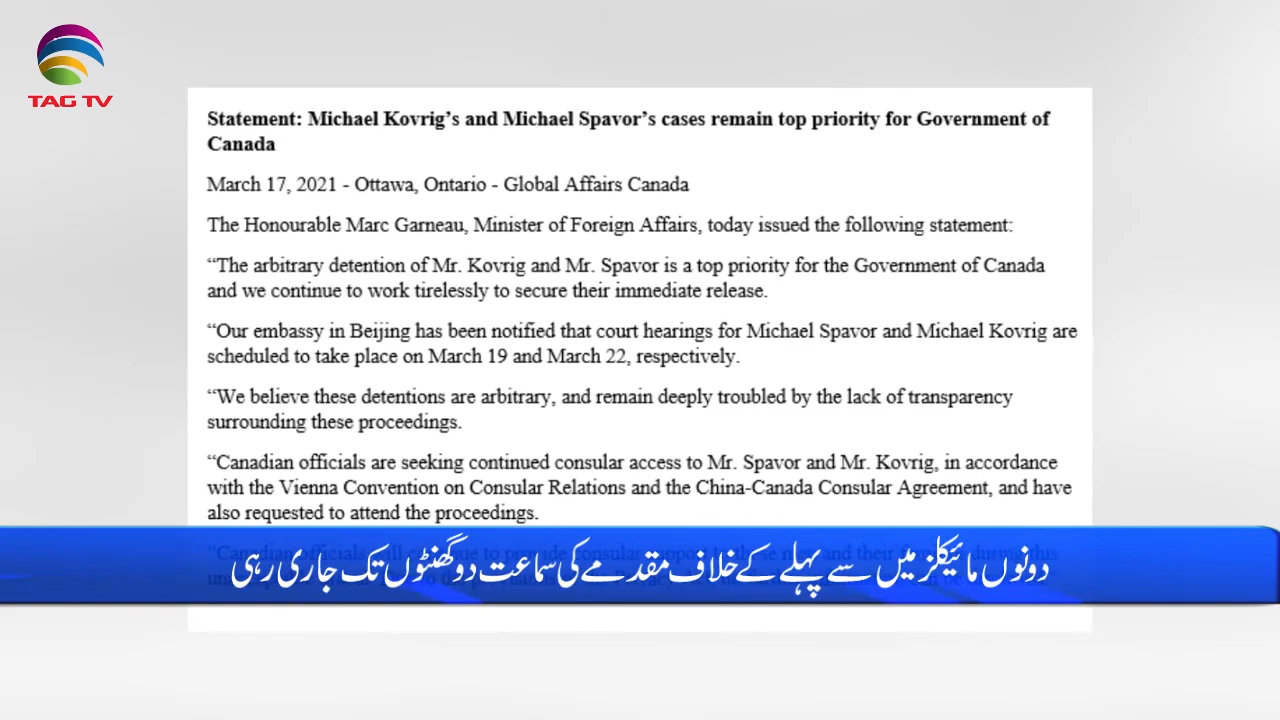 TAG TV
Statement: Michael Kovrig’s and Michael Spavor’s cases remain top priority for Government of
Canada
March 17, 2021 - Ottawa, Ontario - Global Affairs Canada
The Honourable Marc Garneau, Minister of Foreign Affairs, today issued the following statement:
“The arbitrary detention of Mr. Kovrig and Mr. Spavor is a top priority for the Government of Canada
and we continue to work tirelessly to secure their immediate release.
“Our embassy in Beijing has been notified that court hearings for Michael Spavor and Michael Kovrig are
scheduled to take place on March 19 and March 22, respectively.
“We believe these detentions are arbitrary, and remain deeply troubled by the lack of transparency
surrounding these proceedings.
“Canadian officials are seeking continued consular access to Mr. Spavor and Mr. Kovrig, in accordance
with the Vienna Convention on Consular Relations and the China-Canada Consular Agreement, and have
also requested to attend the proceedings.
دونوں مائیکلز میں سے پہلے کے خلاف مقدمے کی سماعت دو گھنٹوں تک جاری رہی